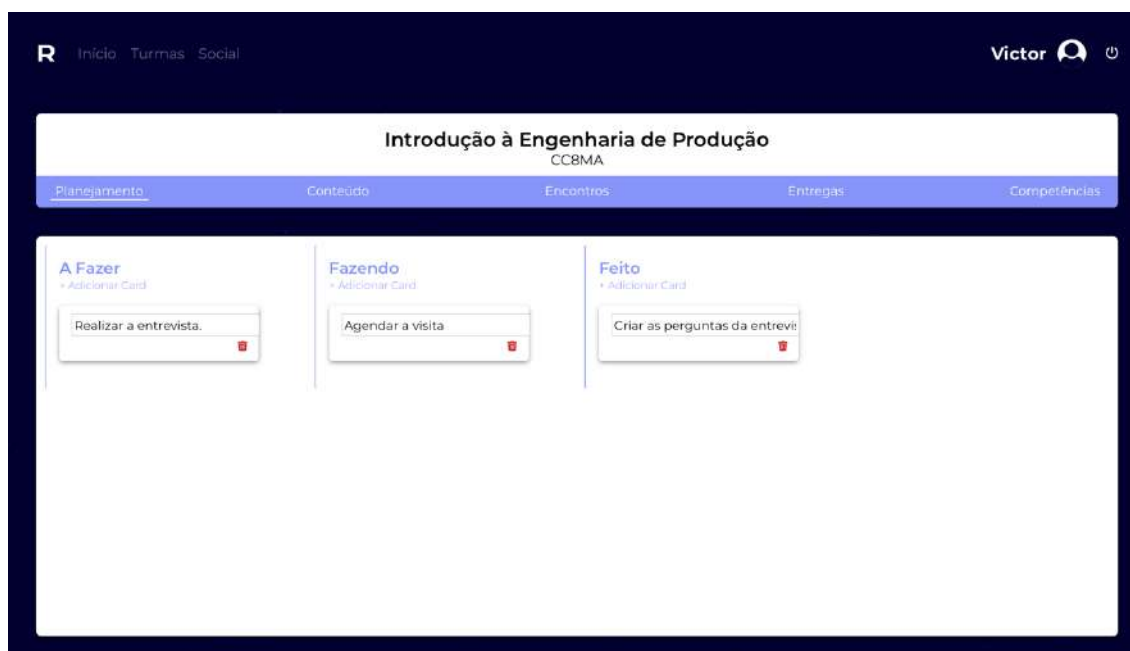 R Início Turmas Social Victor
Introdução à Engenharia de Produção
CC8MA
Planejamento Conteúdo Encontros Entregas Competências
A Fazer Fazendo Feito
+ Adicionar Card + Adicionar Card + Adicionar Card
Realizar a entrevista. Agendar a visita Criar as perguntas da